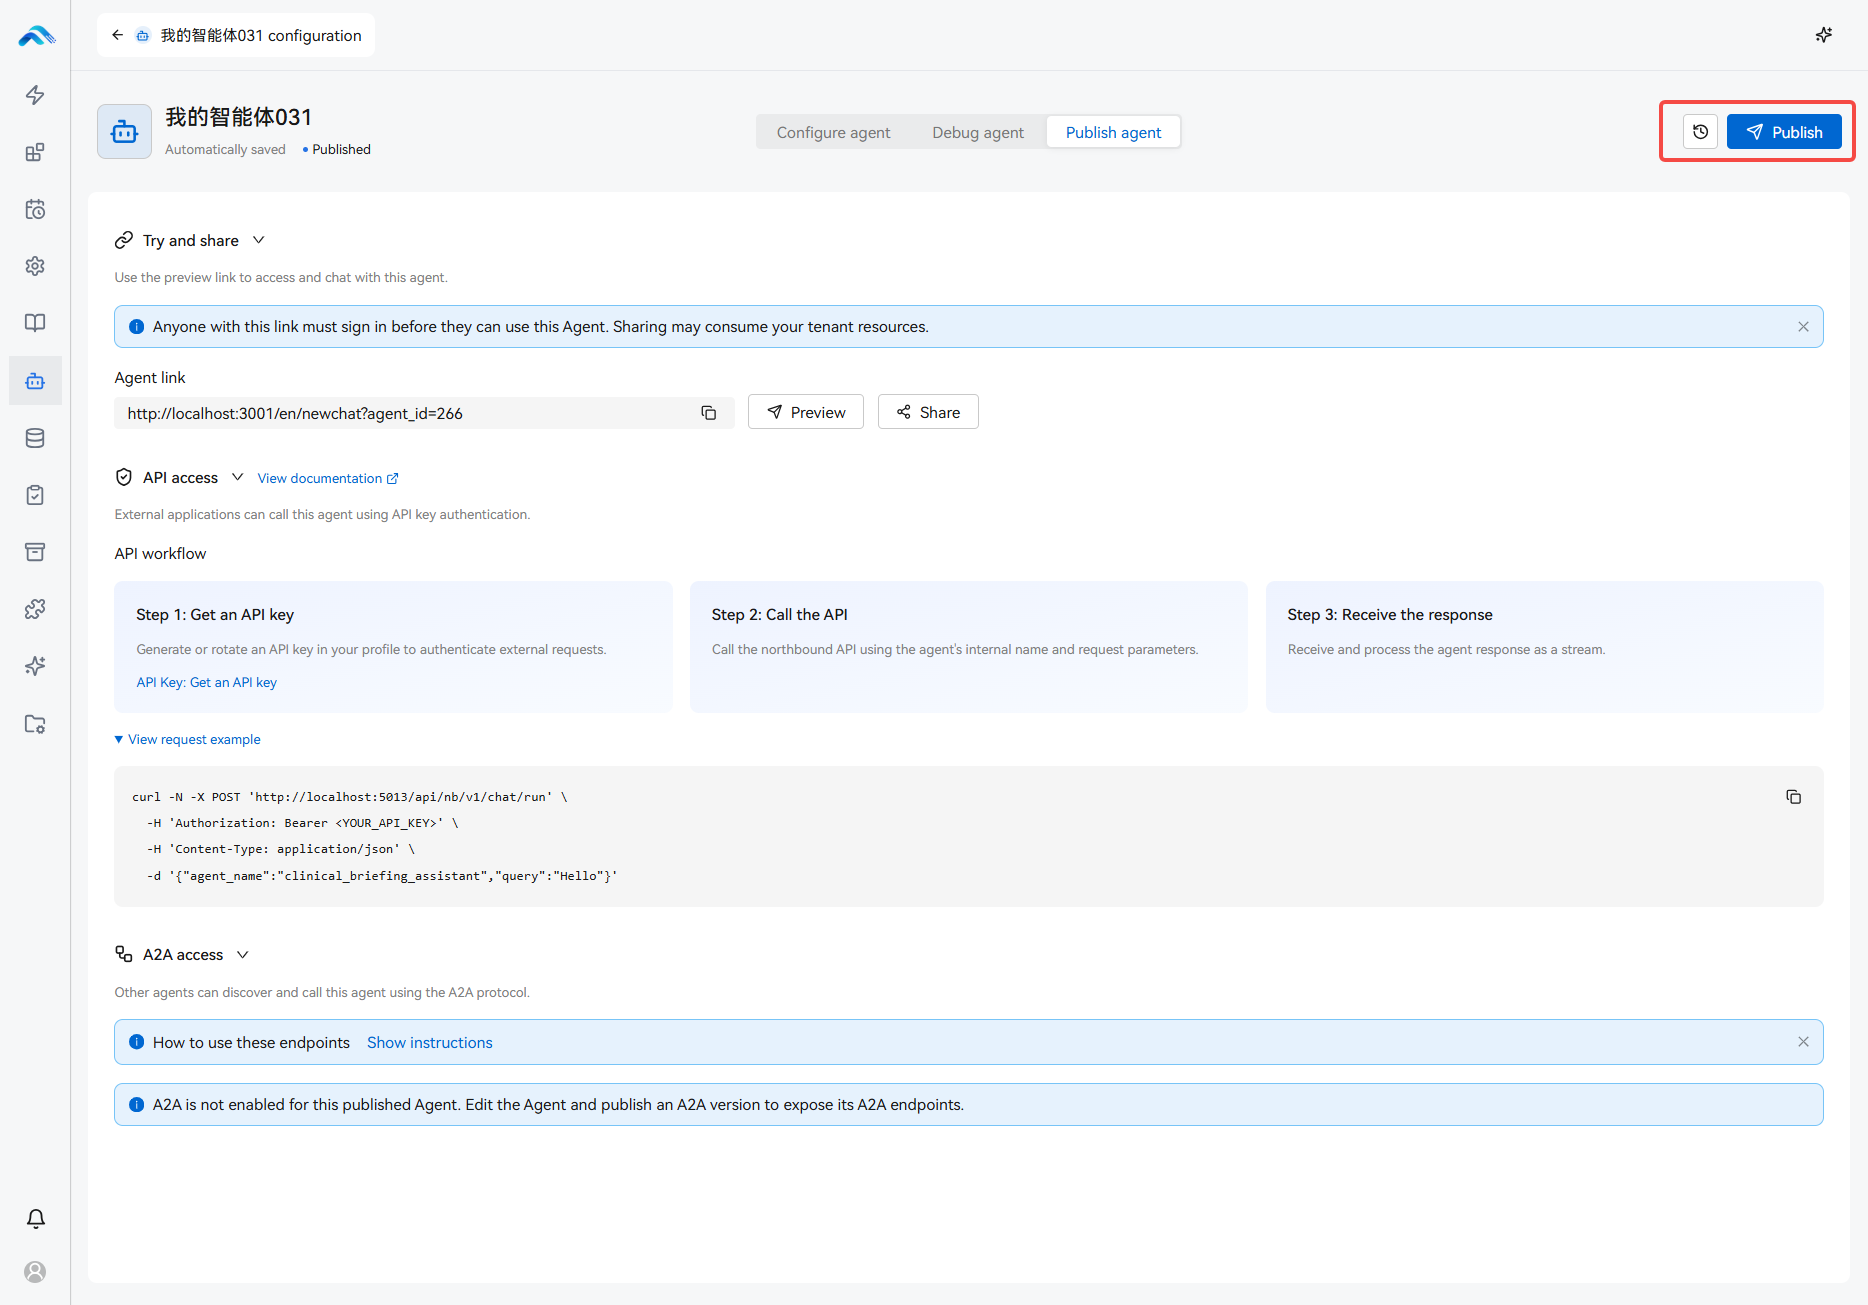 我的智能体031 configuration
我的智能体031
Automatically saved
Published
Configure agent
Debug agent
Publish agent
Publish
Try and share
Use the preview link to access and chat with this agent.
Anyone with this link must sign in before they can use this Agent. Sharing may consume your tenant resources.
Agent link
http://localhost:3001/en/newchat?agent_id=266
Preview
Share
API access
View documentation
External applications can call this agent using API key authentication.
API workflow
Step 1: Get an API key
Generate or rotate an API key in your profile to authenticate external requests.
API Key: Get an API key
Step 2: Call the API
Call the northbound API using the agent's internal name and request parameters.
Step 3: Receive the response
Receive and process the agent response as a stream.
View request example
curl -N -X POST 'http://localhost:5013/api/nb/v1/chat/run' \
-H 'Authorization: Bearer <YOUR_API_KEY>' \
-H 'Content-Type: application/json' \
-d '{"agent_name":"clinical_briefing_assistant","query":"Hello"}'
A2A access
Other agents can discover and call this agent using the A2A protocol.
How to use these endpoints
Show instructions
A2A is not enabled for this published Agent. Edit the Agent and publish an A2A version to expose its A2A endpoints.